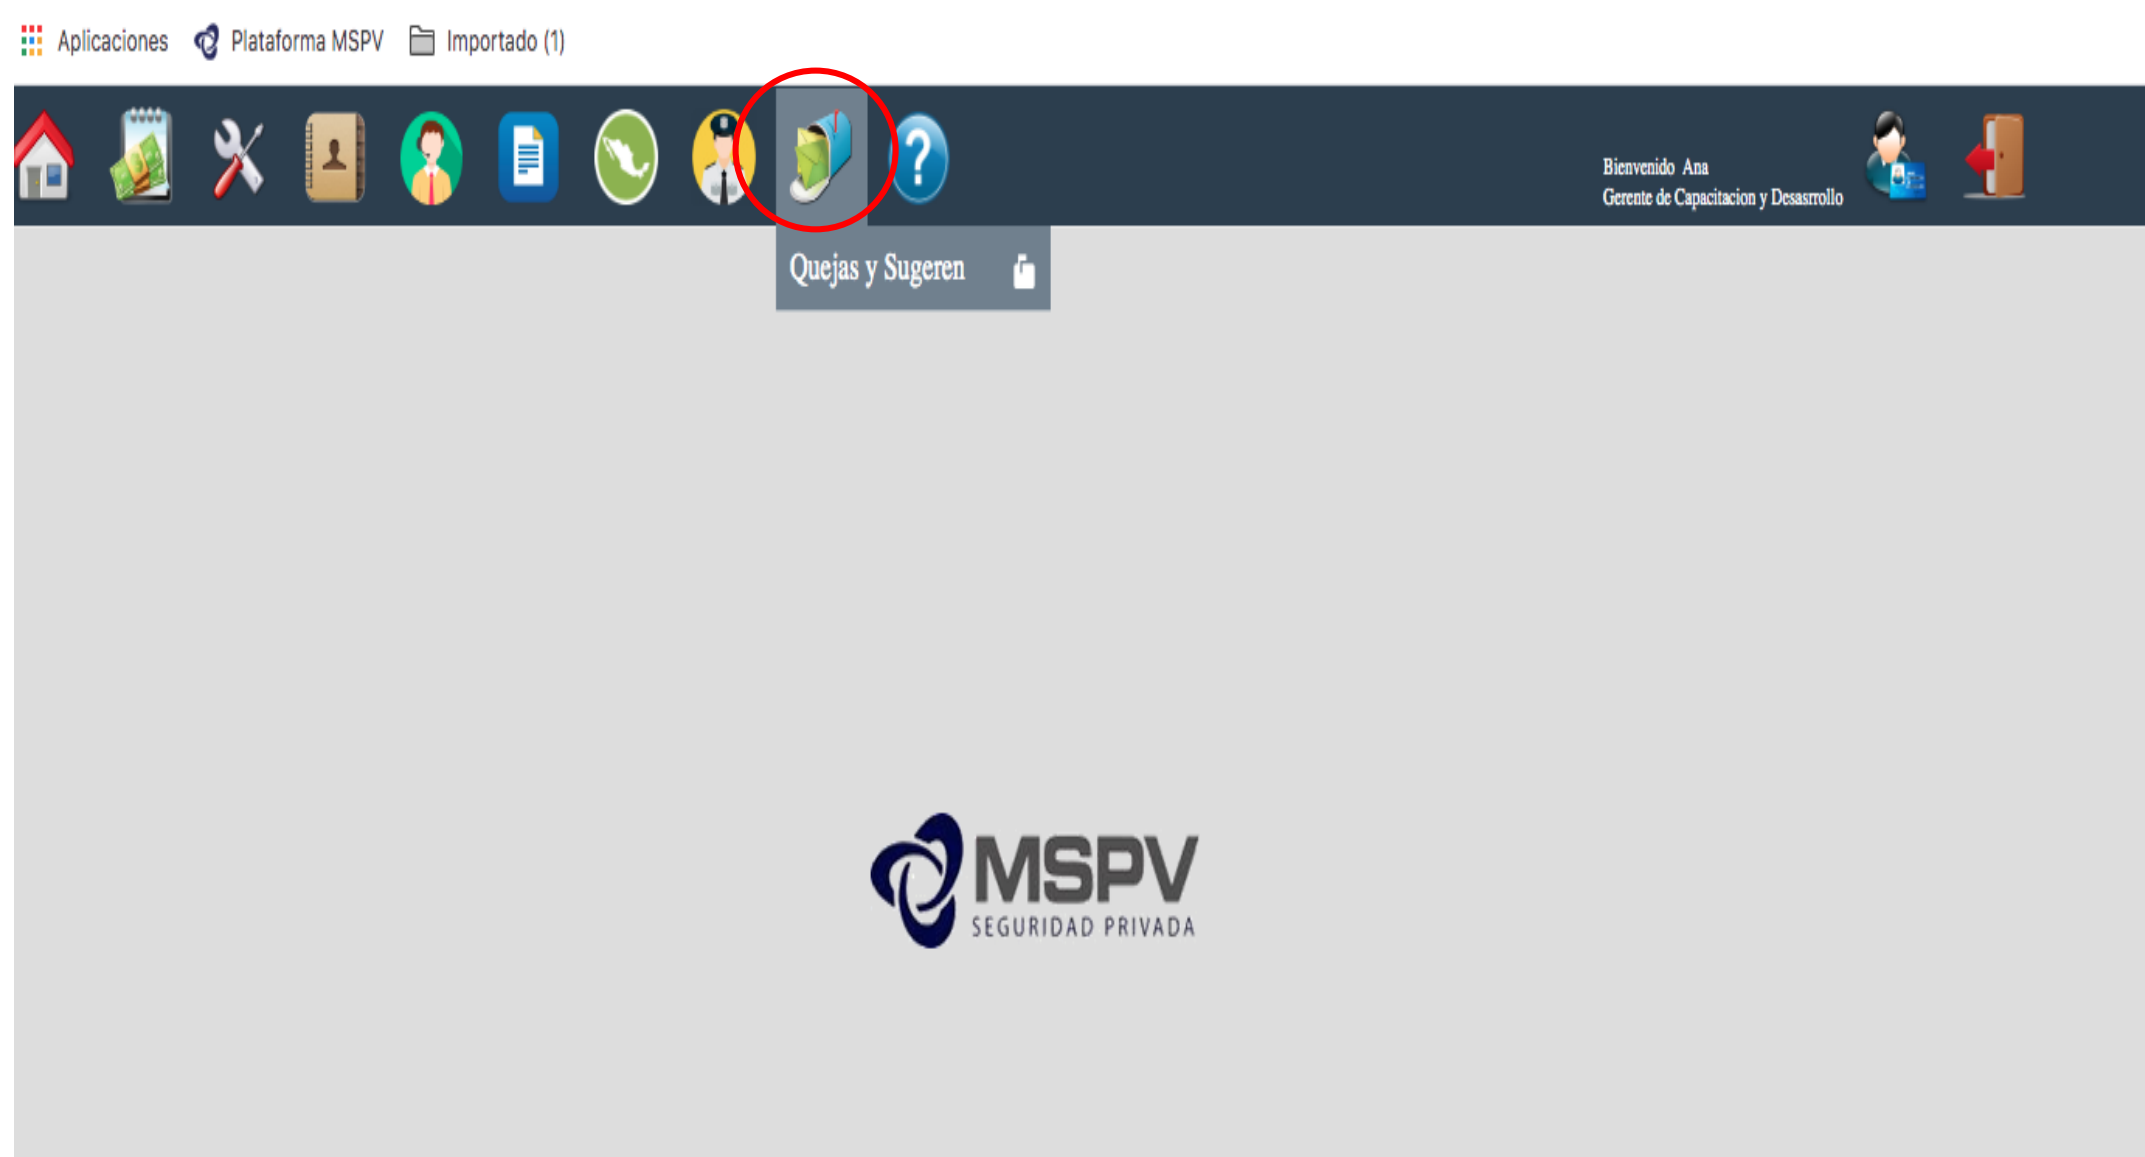 Aplicaciones Plataforma MSPV Importado (1)
Bienvenido Ana
Gerente de Capacitacion y Desasrrollo
Quejas y Sugeren
MSPV
SEGURIDAD PRIVADA